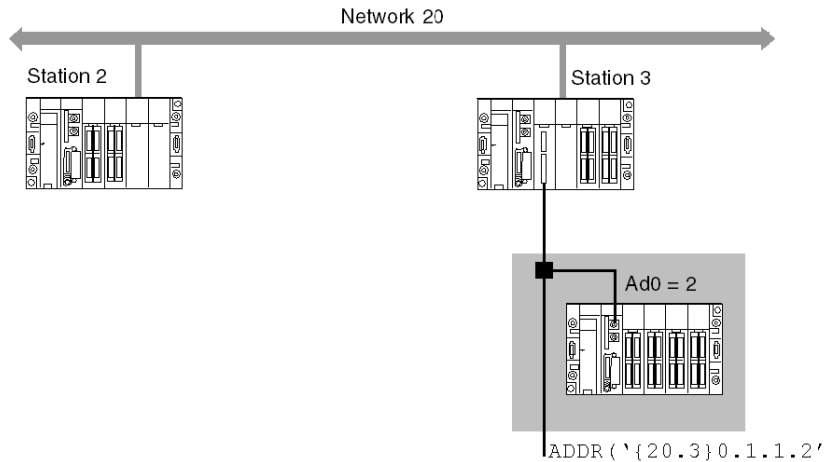 Network 20
Station 2
Station 3
Ad0 = 2
ADDR(‘{20.3}0.1.1.2’